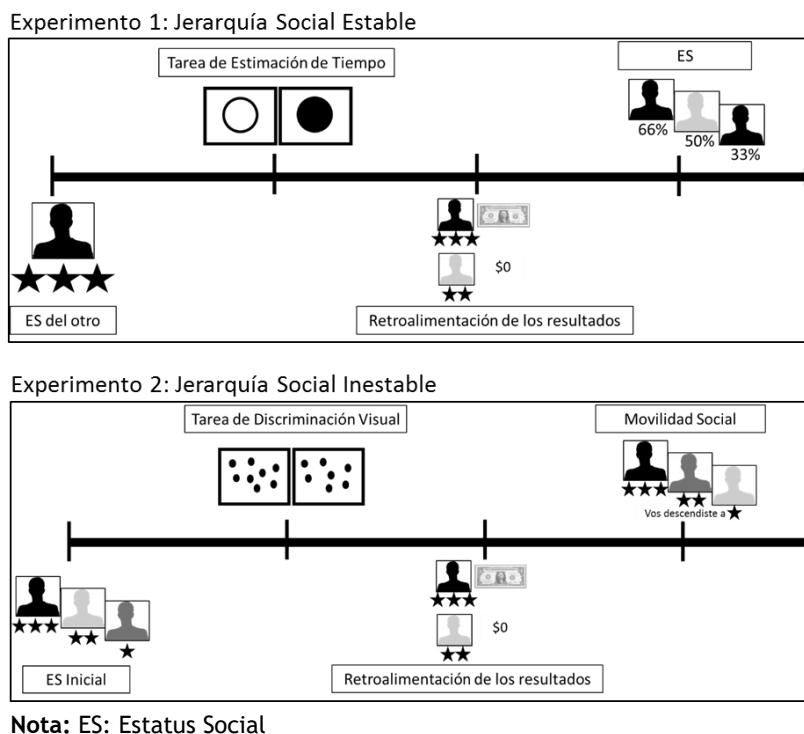 Experimento 1: Jerarquía Social Estable
Tarea de Estimación de Tiempo
ES
66%
50%
33%
$0
ES del otro
Retroalimentación de los resultados
Experimento 2: Jerarquía Social Inestable
Tarea de Discriminación Visual
Movilidad Social
Vos descendiste a
$0
ES Inicial
Retroalimentación de los resultados
Nota: ES: Estatus Social